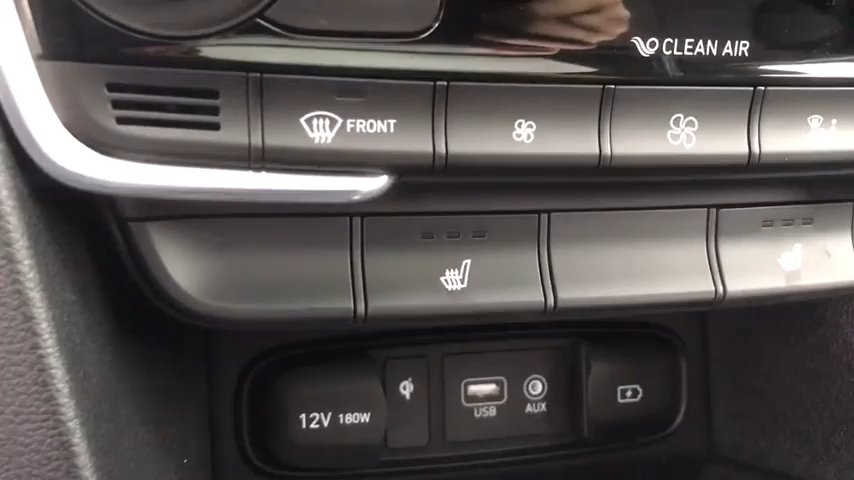 CLEAN AIR
FRONT
12V 180W
USB
AUX